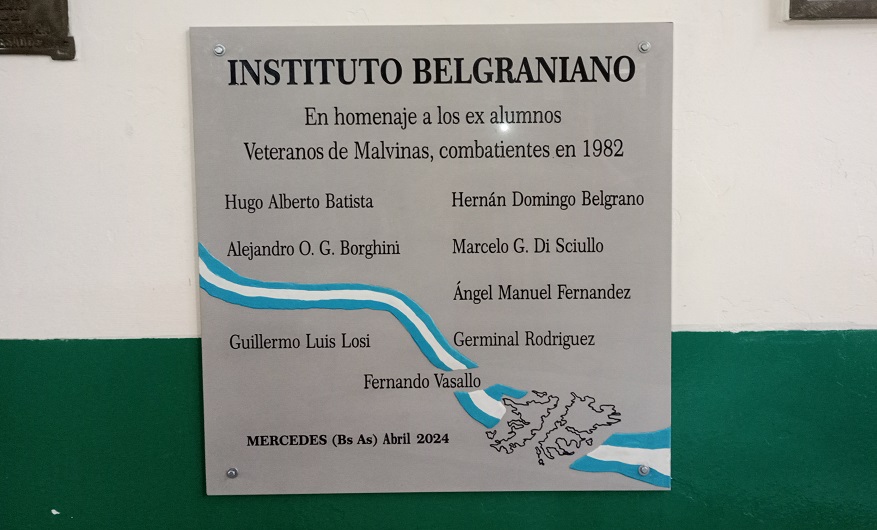 INSTITUTO BELGRANIANO
En homenaje a los ex alumnos
Veteranos de Malvinas, combatientes en 1982
Hugo Alberto Batista
Hernán Domingo Belgrano
Alejandro O. G. Borghini
Marcelo G. Di Sciullo
Ángel Manuel Fernandez
Guillermo Luis Losi
Germinal Rodriguez
Fernando Vasallo
MERCEDES (Bs As) Abril 2024